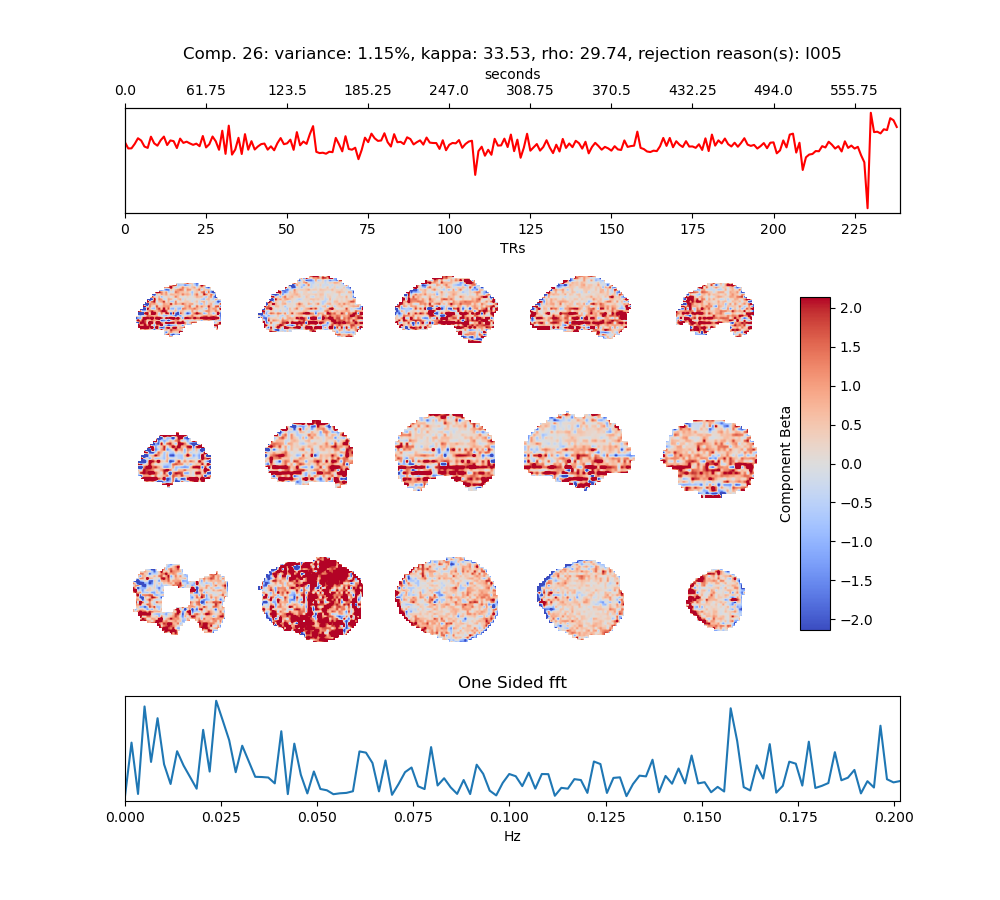 Comp. 26: variance: 1.15%, kappa: 33.53, rho: 29.74, rejection reason(s): I005
seconds
0.0 61.75 123.5 185.25 247.0 308.75 370.5 432.25 494.0 555.75
0 25 50 75 100 125 150 175 200 225
TRs
2.0
1.5
1.0
0.5
0.0
−0.5
−1.0
−1.5
−2.0
Component Beta
One Sided fft
0.000 0.025 0.050 0.075 0.100 0.125 0.150 0.175 0.200
Hz